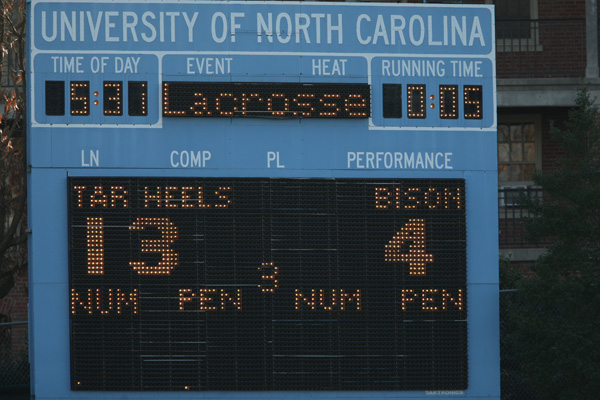 UNIVERSITY OF NORTH CAROLINA
TIME OF DAY EVENT HEAT RUNNING TIME
5:31 Lacrosse 0:05
LN COMP PL PERFORMANCE
TAR HEELS BISON
13 4
3
NUM PEN NUM PEN